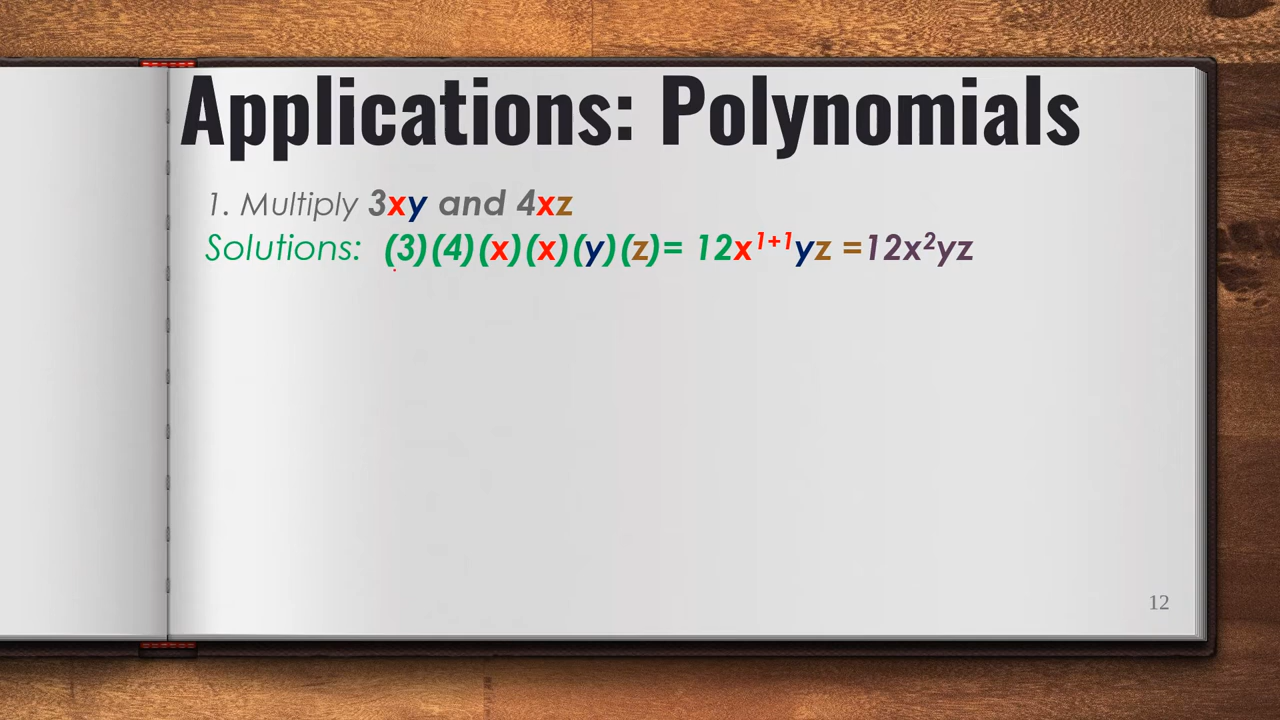 Applications: Polynomials
1. Multiply 3xy and 4xz
Solutions: (3)(4)(x)(x)(y)(z)= 12x¹⁺¹yz =12x²yz
12